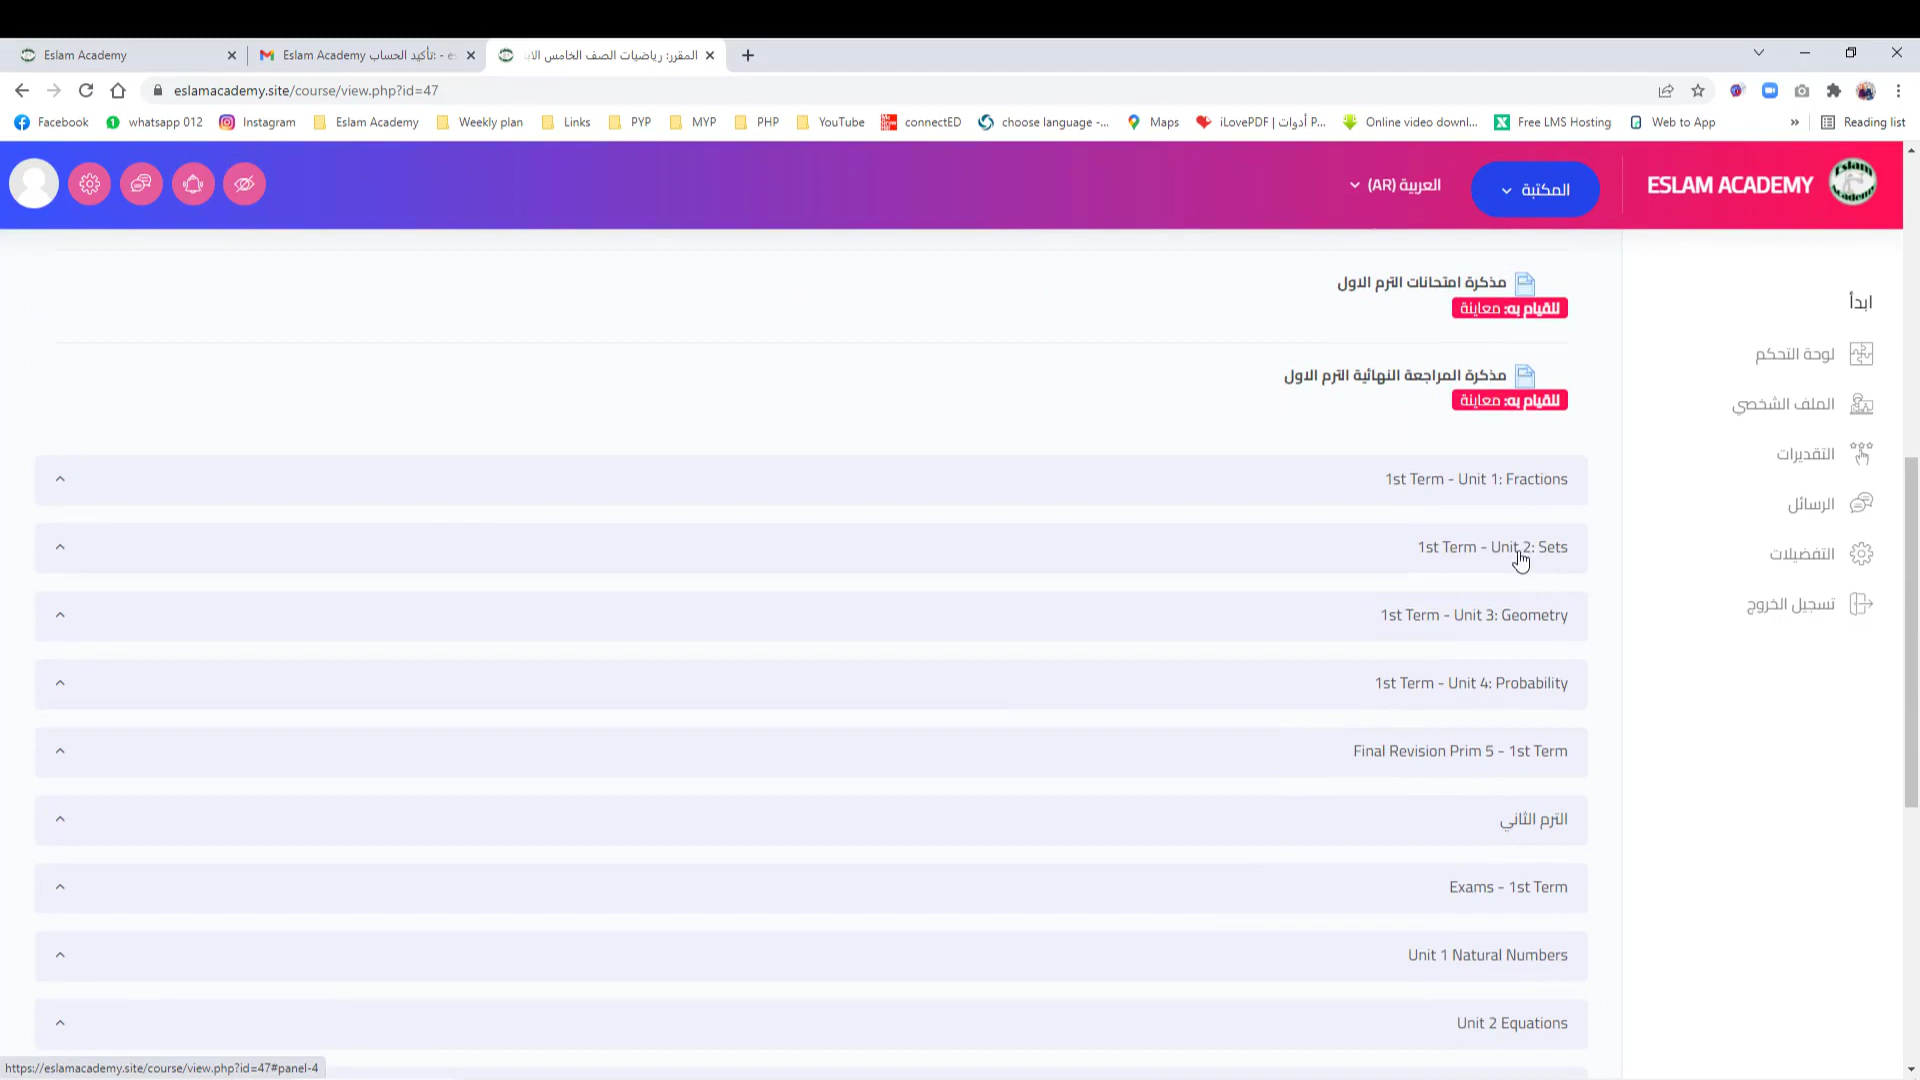 Eslam Academy
Eslam Academy تأكيد الحساب: - es
المقرر: رياضيات الصف الخامس الاب
eslamacademy.site/course/view.php?id=47
Facebook
whatsapp 012
Instagram
Eslam Academy
Weekly plan
Links
PYP
MYP
PHP
YouTube
connectED
choose language -...
Maps
iLovePDF | أدوات P...
Online video downl...
Free LMS Hosting
Web to App
»
Reading list
العربية (AR)
المكتبة
ESLAM ACADEMY
مذكرة امتحانات الترم الاول
للقيام به: معاينة
مذكرة المراجعة النهائية الترم الاول
للقيام به: معاينة
1st Term - Unit 1: Fractions
1st Term - Unit 2: Sets
1st Term - Unit 3: Geometry
1st Term - Unit 4: Probability
Final Revision Prim 5 - 1st Term
الترم الثاني
Exams - 1st Term
Unit 1 Natural Numbers
Unit 2 Equations
ابدأ
لوحة التحكم
الملف الشخصي
التقديرات
الرسائل
التفضيلات
تسجيل الخروج
https://eslamacademy.site/course/view.php?id=47#panel-4